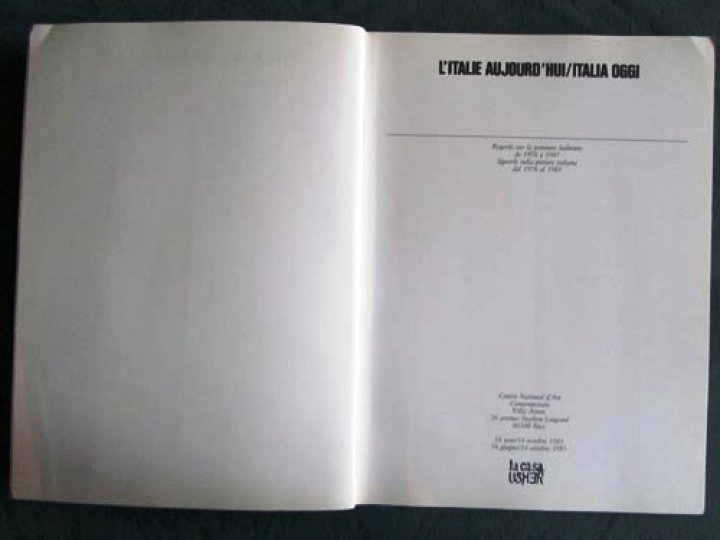 L'ITALIE AUJOURD'HUI/ITALIA OGGI
Regards sur la peinture italienne
de 1970 à 1985
Sguardi sulla pittura italiana
dal 1970 al 1985
Centre National d'Art
Contemporain
Villa Arson,
20 avenue Stephen Liegeard
06100 Nice
14 juin/14 octobre 1985
14 giugno/14 ottobre 1985
la casa
USHER